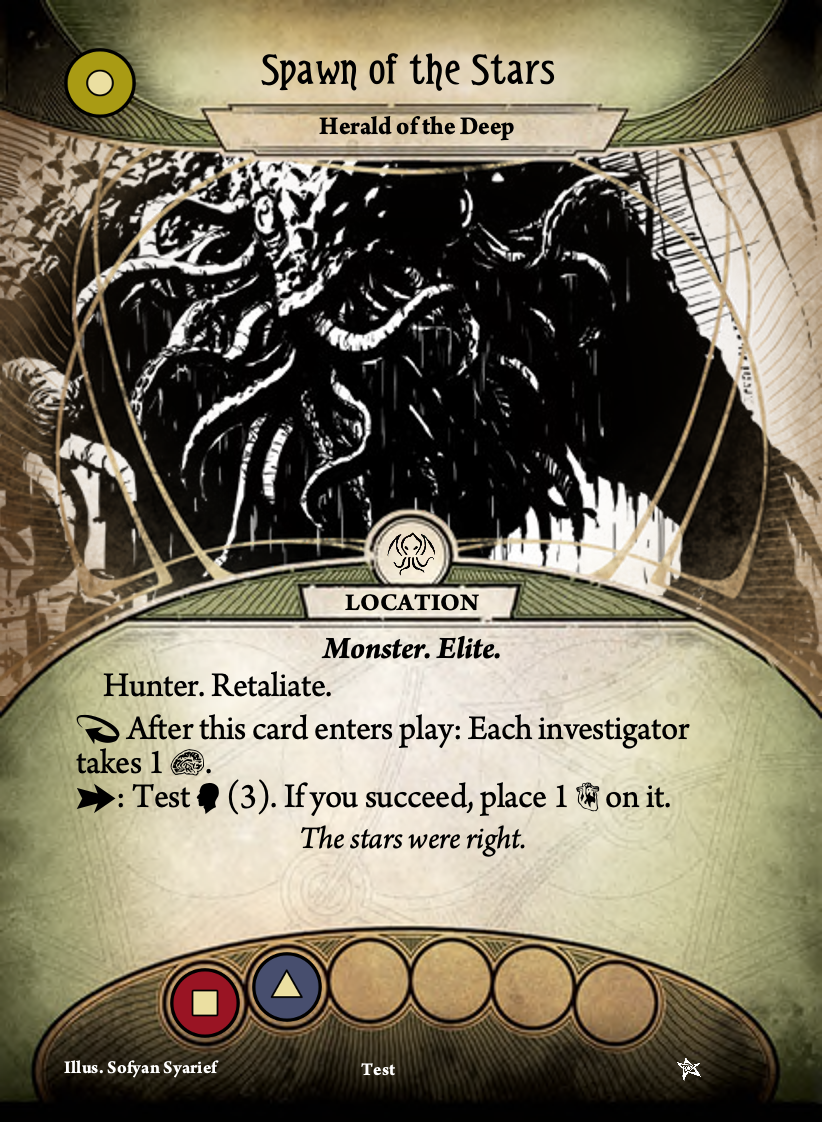 Spawn of the Stars
Herald of the Deep
LOCATION
Monster. Elite.
Hunter. Retaliate.
After this card enters play: Each investigator
takes 1 .
: Test (3). If you succeed, place 1 on it.
The stars were right.
Illus. Sofyan Syarief
Test